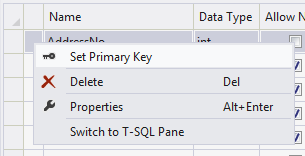 Name Data Type Allow N
AddressNo int
Set Primary Key
Delete Del
Properties Alt+Enter
Switch to T-SQL Pane